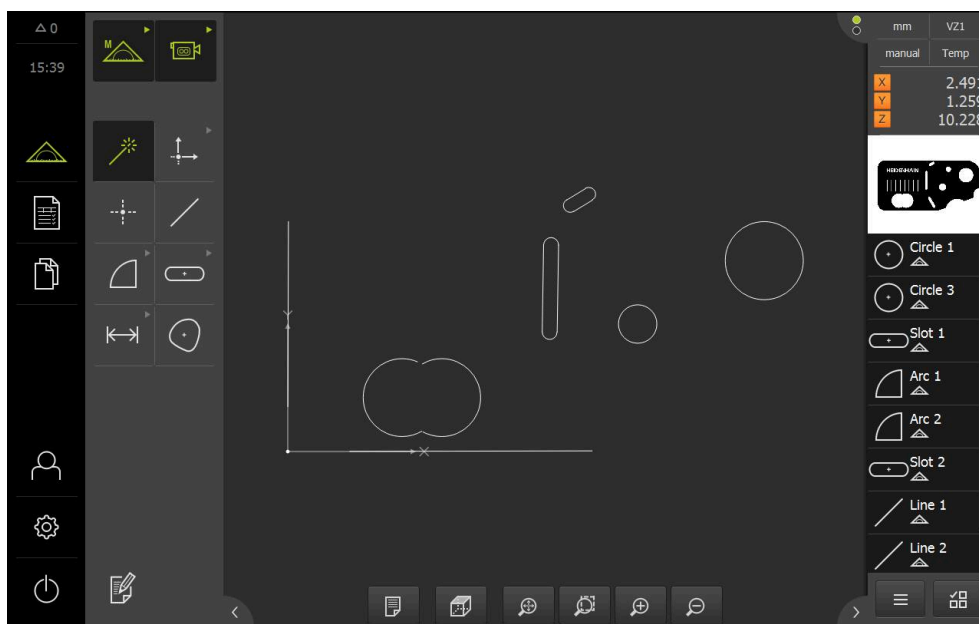 0
15:39
M
mm VZ1
manual Temp
X 2.491
Y 1.259
Z 10.228
HEIDENHAIN
Circle 1
Circle 3
Slot 1
Arc 1
Arc 2
Slot 2
Line 1
Line 2
Y
X